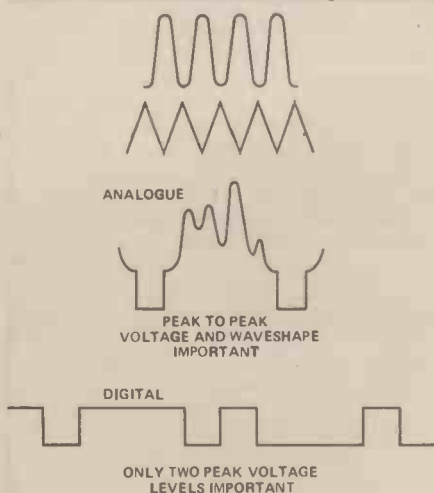 ANALOGUE
PEAK TO PEAK
VOLTAGE AND WAVESHAPE
IMPORTANT
DIGITAL
ONLY TWO PEAK VOLTAGE
LEVELS IMPORTANT